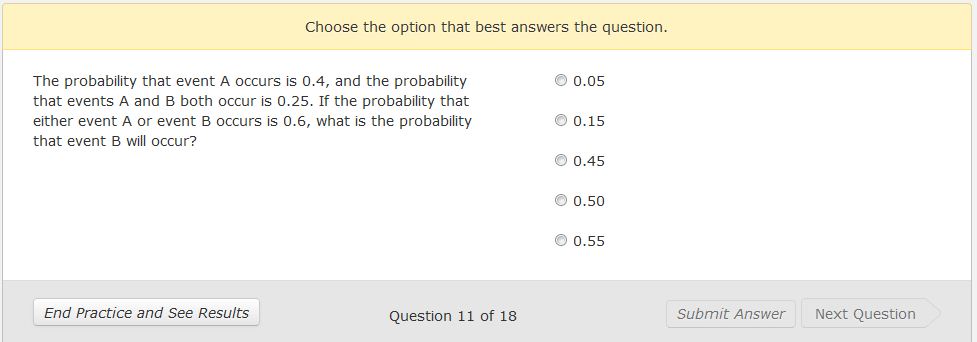 Choose the option that best answers the question.
The probability that event A occurs is 0.4, and the probability
that events A and B both occur is 0.25. If the probability that
either event A or event B occurs is 0.6, what is the probability
that event B will occur?
0.05
0.15
0.45
0.50
0.55
End Practice and See Results
Question 11 of 18
Submit Answer
Next Question